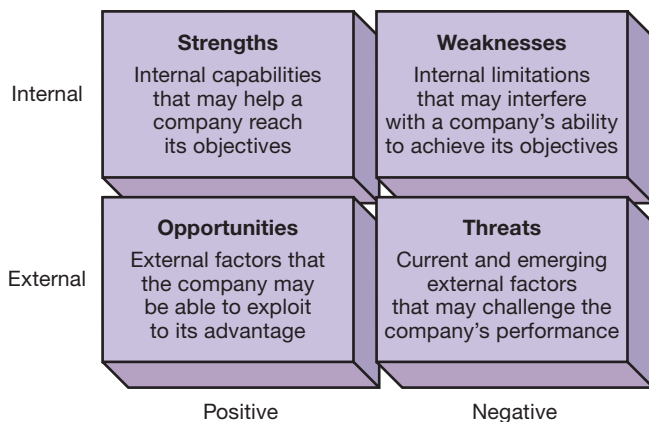 Strengths
Internal capabilities
that may help a
company reach
its objectives
Weaknesses
Internal limitations
that may interfere
with a company's ability
to achieve its objectives
Internal
Opportunities
External factors that
the company may
be able to exploit
to its advantage
Threats
Current and emerging
external factors
that may challenge the
company's performance
External
Positive
Negative